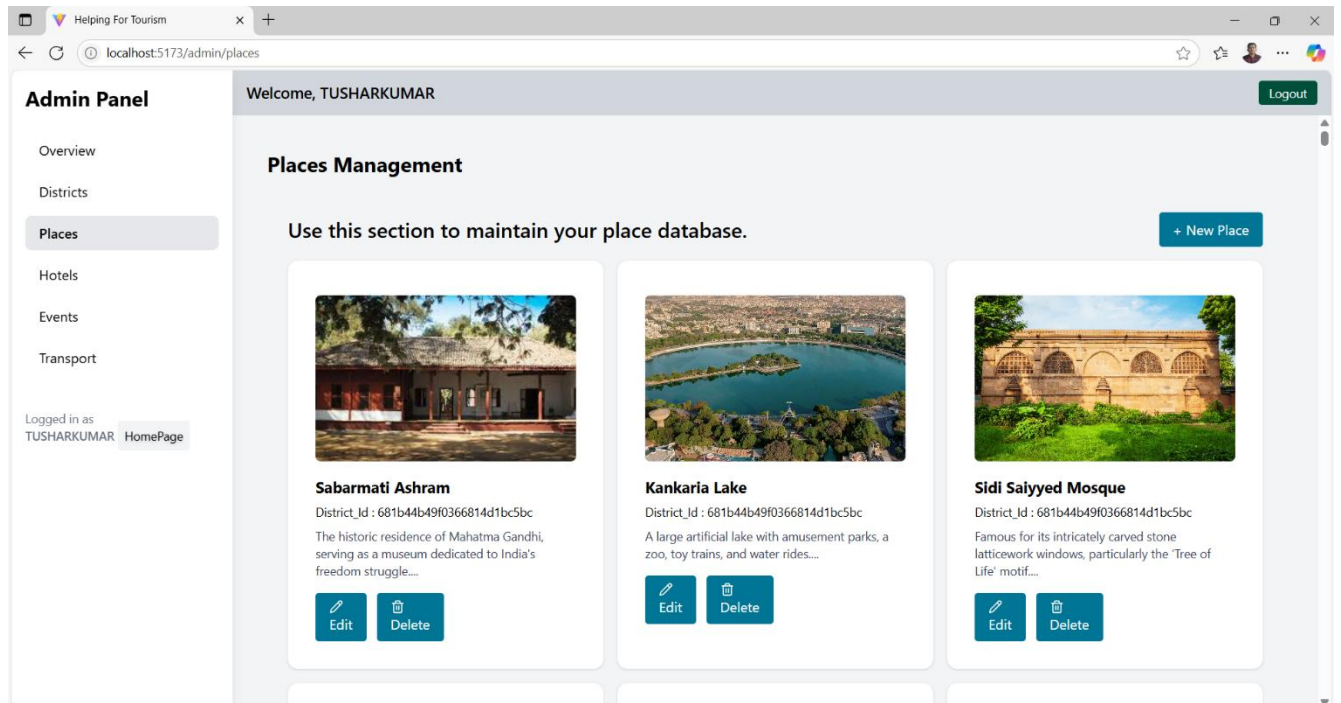 Helping For Tourism
localhost:5173/admin/places
Admin Panel
Welcome, TUSHARKUMAR
Logout
Overview
Districts
Places
Hotels
Events
Transport
Logged in as
TUSHARKUMAR HomePage
Places Management
Use this section to maintain your place database.
+ New Place
Sabarmati Ashram
District_Id : 681b44b49f0366814d1bc5bc
The historic residence of Mahatma Gandhi,
serving as a museum dedicated to India's
freedom struggle....
Edit
Delete
Kankaria Lake
District_Id : 681b44b49f0366814d1bc5bc
A large artificial lake with amusement parks, a
zoo, toy trains, and water rides....
Edit
Delete
Sidi Saiyyed Mosque
District_Id : 681b44b49f0366814d1bc5bc
Famous for its intricately carved stone
latticework windows, particularly the 'Tree of
Life' motif....
Edit
Delete